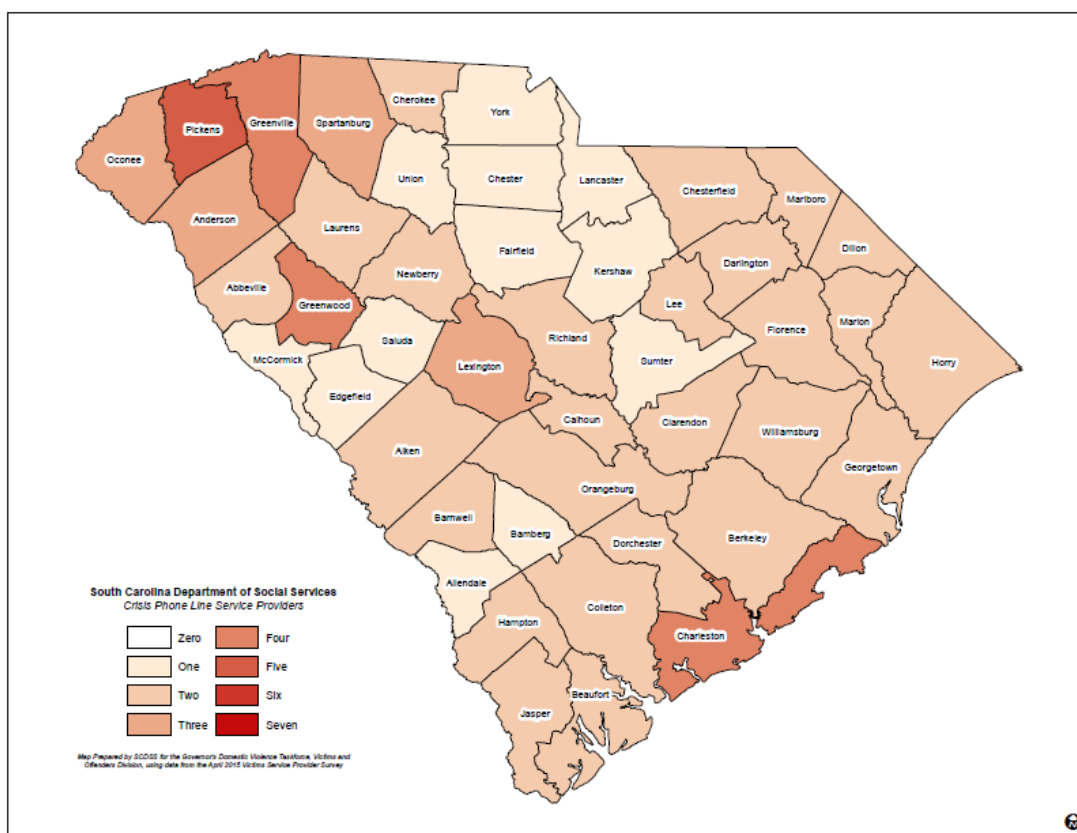 Cherokee
York
Pickens
Greenville
Spartanburg
Oconee
Union
Chester
Lancaster
Chesterfield
Marlboro
Anderson
Laurens
Fairfield
Dillon
Newberry
Kershaw
Darlington
Abbeville
Greenwood
Lee
Saluda
Richland
Florence
Marion
McCormick
Lexington
Sumter
Horry
Edgefield
Calhoun
Clarendon
Williamsburg
Aiken
Georgetown
Orangeburg
Barnwell
Bamberg
Dorchester
Berkeley
Allendale
Colleton
Hampton
Charleston
Beaufort
Jasper
South Carolina Department of Social Services
Crisis Phone Line Service Providers
Zero
Four
One
Five
Two
Six
Three
Seven
Map Prepared by SCDSS for the Governor's Domestic Violence Taskforce, Victims and
Offenders Division, using data from the April 2015 Victims Service Provider Survey